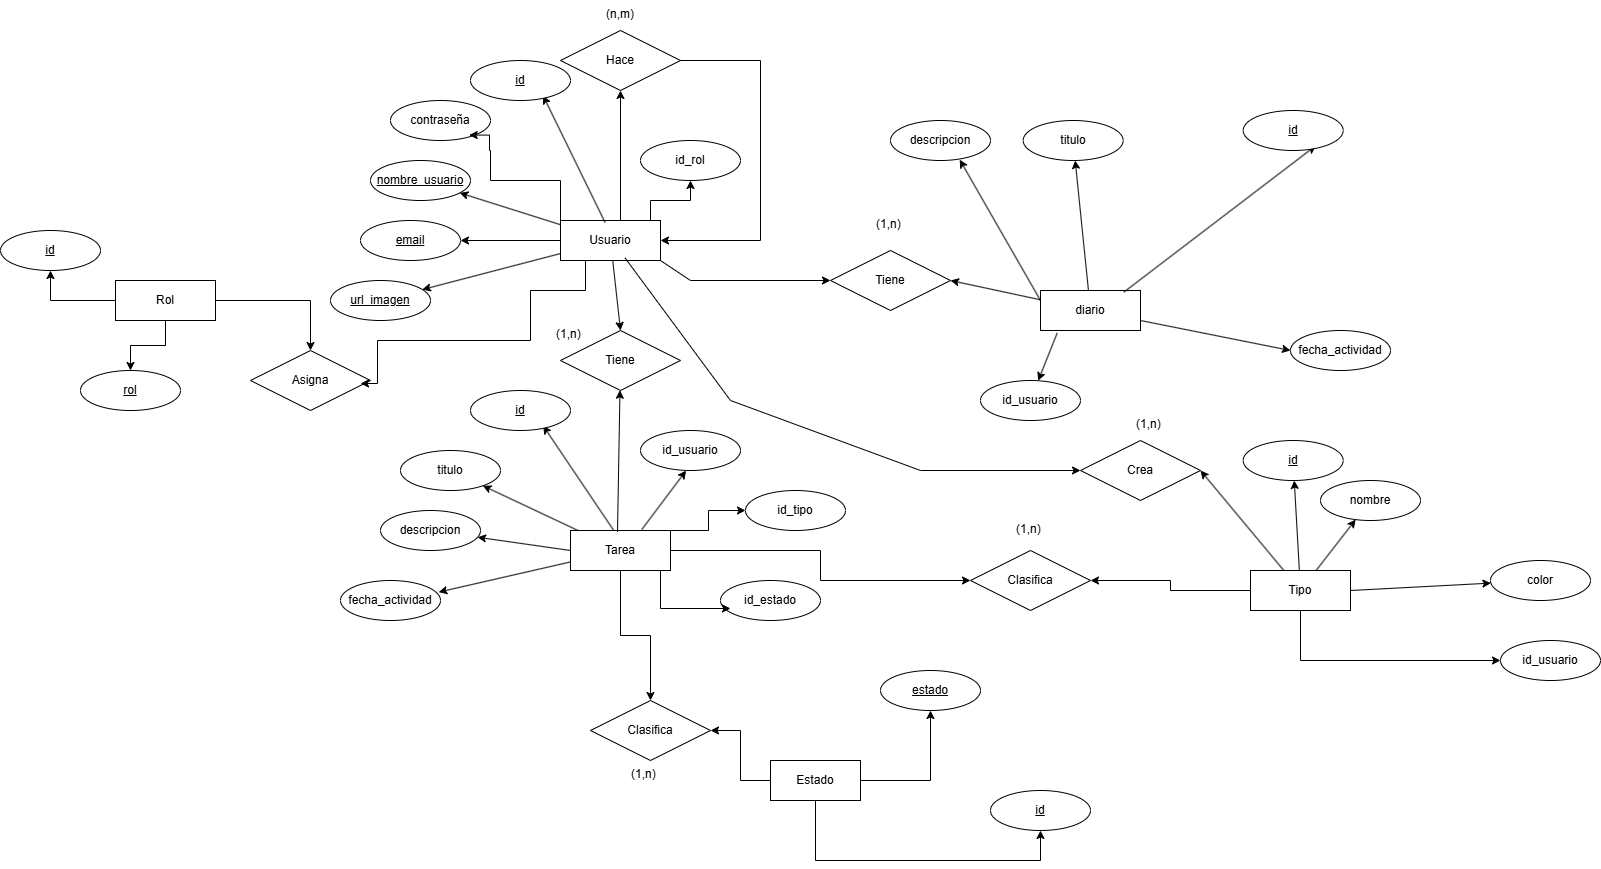 (n,m)
Hace
id
contraseña
id_rol
nombre_usuario
email
Usuario
url_imagen
id
Rol
rol
Asigna
descripcion
titulo
id
(1,n)
Tiene
diario
fecha_actividad
id_usuario
(1,n)
Tiene
id
id_usuario
titulo
id_tipo
descripcion
Tarea
fecha_actividad
id_estado
(1,n)
Crea
id
nombre
(1,n)
Clasifica
Tipo
color
id_usuario
estado
Clasifica
(1,n)
Estado
id